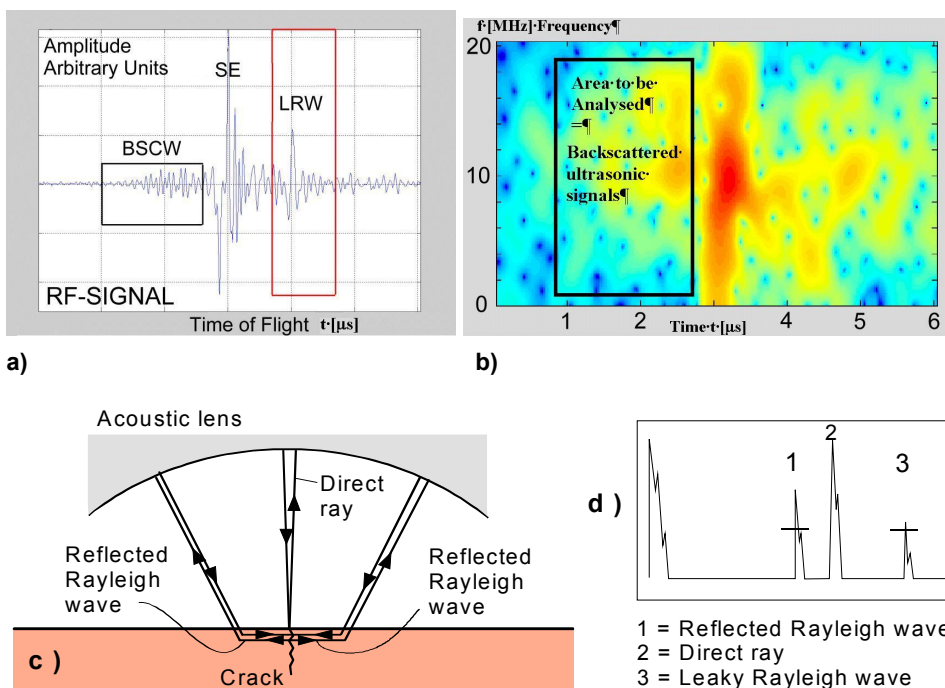 Amplitude
Arbitrary Units
SE
LRW
BSCW
RF-SIGNAL
Time of Flight t·[µs]
a)
f·[MHz]·Frequency¶
20
10
0
Area·to·be·
Analysed¶
=¶
Backscattered·
ultrasonic·
signals¶
1
2
Time·t·[µs]
4
5
6
b)
Acoustic lens
Direct
ray
Reflected
Rayleigh
wave
Reflected
Rayleigh
wave
c )
Crack
d )
1
2
3
1 = Reflected Rayleigh wave
2 = Direct ray
3 = Leaky Rayleigh wave